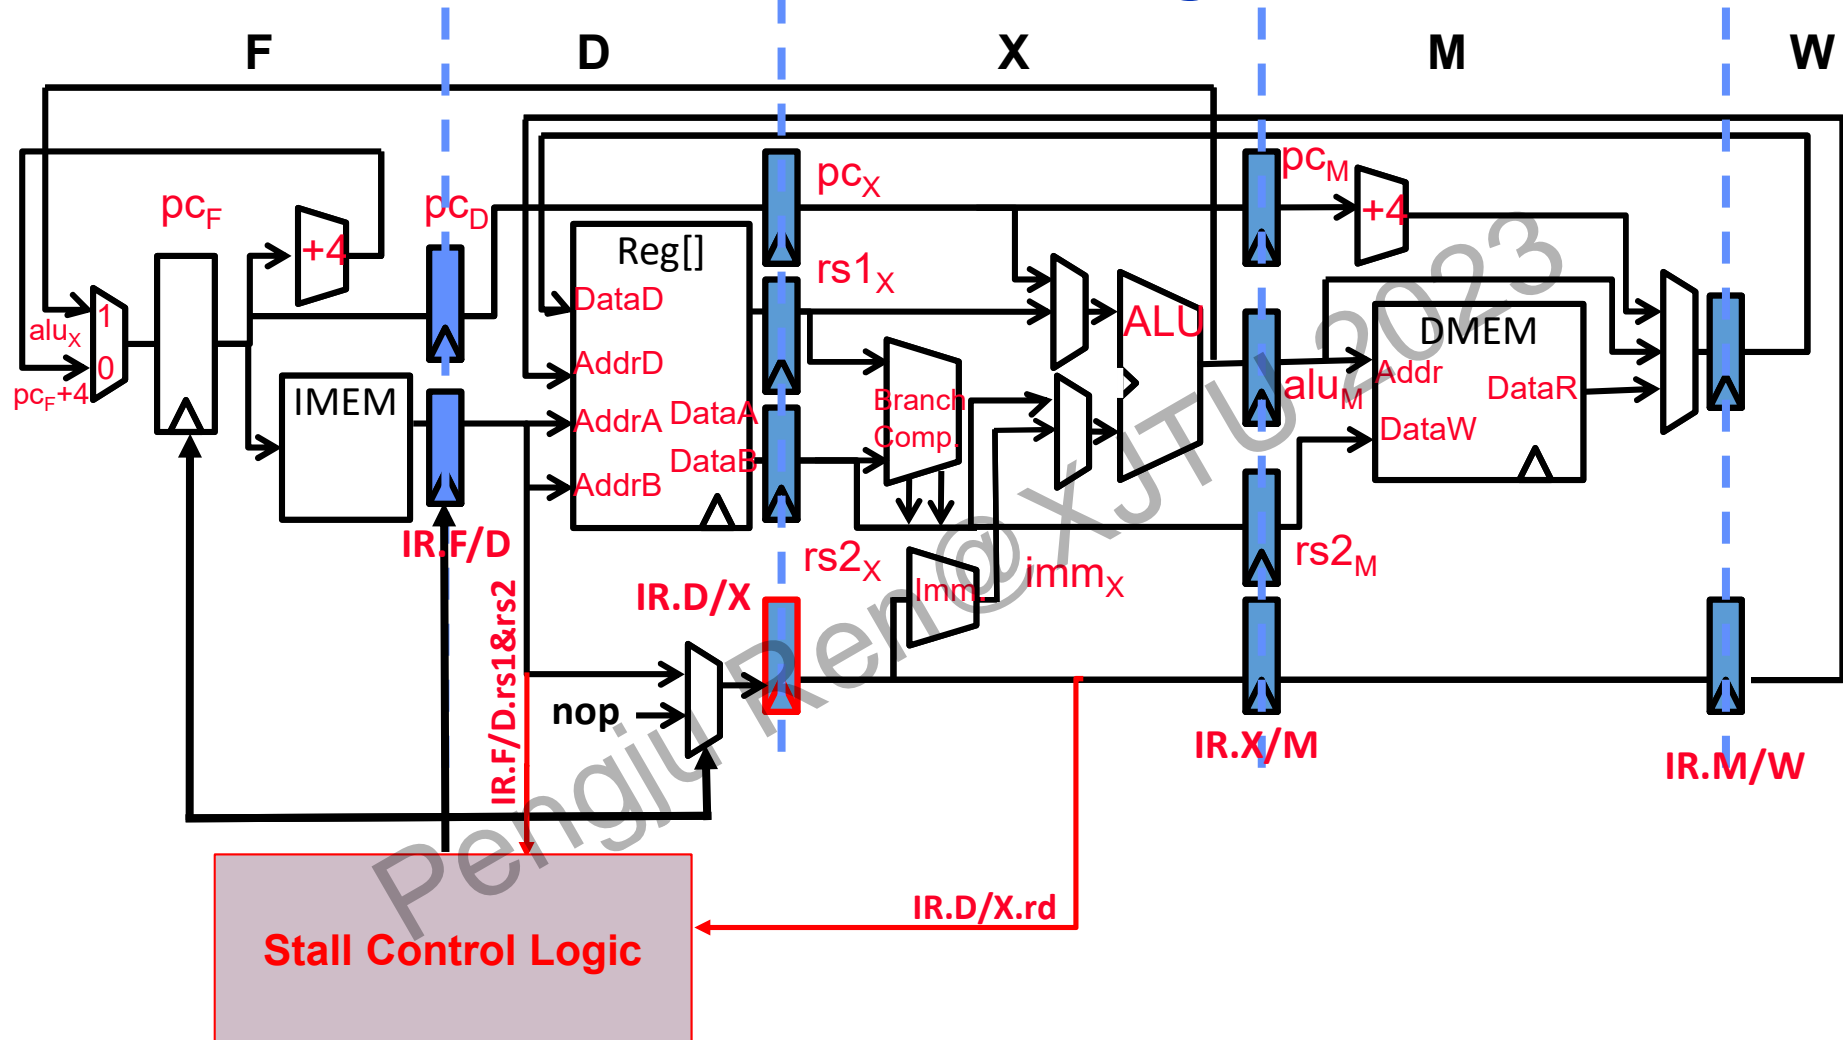 F D X M W
pcF
+4
pcD
pcX
pcM
+4
Reg[]
rs1X
DataD
alux
1
0
pcF+4
IMEM
AddrD
AddrA
DataA
AddrB
DataB
Branch
Comp.
ALU
DMEM
Addr
DataR
DataW
aluM
IR.F/D
rs2X
Imm.
immX
rs2M
IR.D/X
IR.F/D.rs1&rs2
nop
IR.X/M
IR.M/W
IR.D/X.rd
Stall Control Logic
Pengju Ren@XJTU 2023